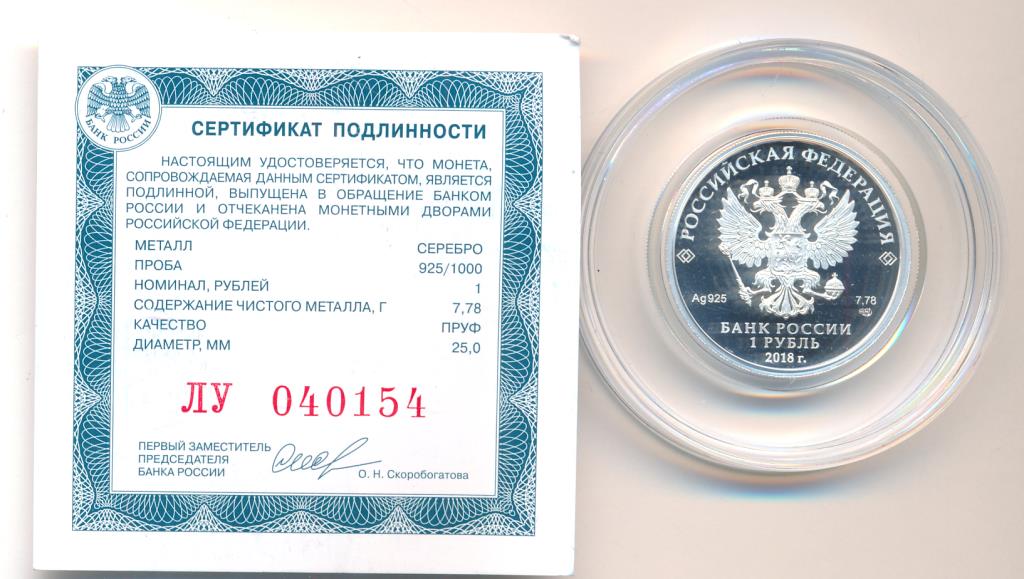 БАНК РОССИИ
СЕРТИФИКАТ ПОДЛИННОСТИ
НАСТОЯЩИМ УДОСТОВЕРЯЕТСЯ, ЧТО МОНЕТА,
СОПРОВОЖДАЕМАЯ ДАННЫМ СЕРТИФИКАТОМ, ЯВЛЯЕТСЯ
ПОДЛИННОЙ, ВЫПУЩЕНА В ОБРАЩЕНИЕ БАНКОМ
РОССИИ И ОТЧЕКАНЕНА МОНЕТНЫМИ ДВОРАМИ
РОССИЙСКОЙ ФЕДЕРАЦИИ.
МЕТАЛЛ СЕРЕБРО
ПРОБА 925/1000
НОМИНАЛ, РУБЛЕЙ 1
СОДЕРЖАНИЕ ЧИСТОГО МЕТАЛЛА, Г 7,78
КАЧЕСТВО ПРУФ
ДИАМЕТР, ММ 25,0
ЛУ 040154
ПЕРВЫЙ ЗАМЕСТИТЕЛЬ
ПРЕДСЕДАТЕЛЯ
БАНКА РОССИИ
О. Н. Скоробогатова
РОССИЙСКАЯ ФЕДЕРАЦИЯ
Ag 925 7,78
БАНК РОССИИ
1 РУБЛЬ
2018 г.